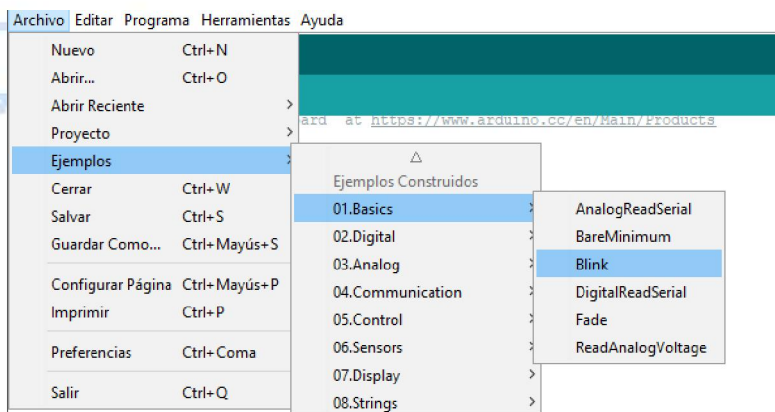 Archivo Editar Programa Herramientas Ayuda
Nuevo Ctrl+N
Abrir... Ctrl+O
Abrir Reciente
Proyecto
Ejemplos
Cerrar Ctrl+W
Salvar Ctrl+S
Guardar Como... Ctrl+Mayús+S
Configurar Página Ctrl+Mayús+P
Imprimir Ctrl+P
Preferencias Ctrl+Coma
Salir Ctrl+Q
ard at https://www.arduino.cc/en/Main/Products
Ejemplos Construidos
01.Basics
02.Digital
03.Analog
04.Communication
05.Control
06.Sensors
07.Display
08.Strings
AnalogReadSerial
BareMinimum
Blink
DigitalReadSerial
Fade
ReadAnalogVoltage